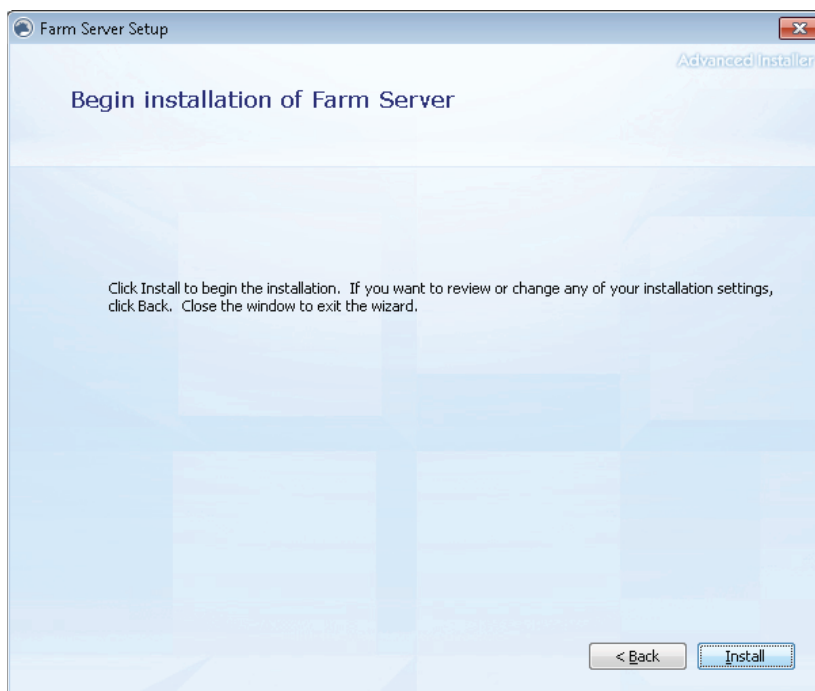 Farm Server Setup
Advanced Installer
Begin installation of Farm Server
Click Install to begin the installation.  If you want to review or change any of your installation settings,
click Back.  Close the window to exit the wizard.
< Back
Install